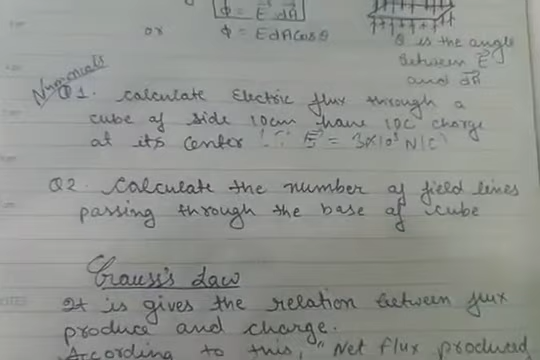 φ = E⃗ . dA⃗
or φ = E dA Cos θ
θ is the angle
between E⃗
and dA⃗
Numericals
Q1. Calculate Electric flux through a
cube of side 10cm have 10C charge
at its center (∵ E⃗ = 3×10³ N/C)
Q2. Calculate the number of field lines
passing through the base of cube
Gauss's Law
It is gives the relation between flux
produce and charge.
According to this, "Net flux produced